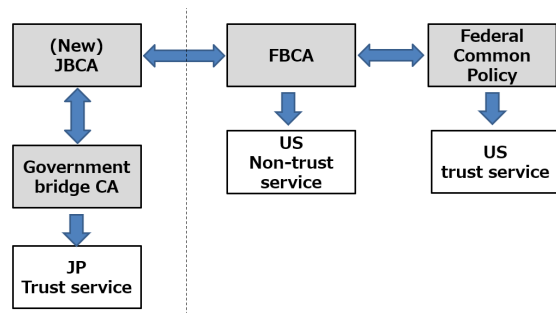 (New)
JBCA
FBCA
Federal
Common
Policy
Government
bridge CA
US
Non-trust
service
US
trust service
JP
Trust service